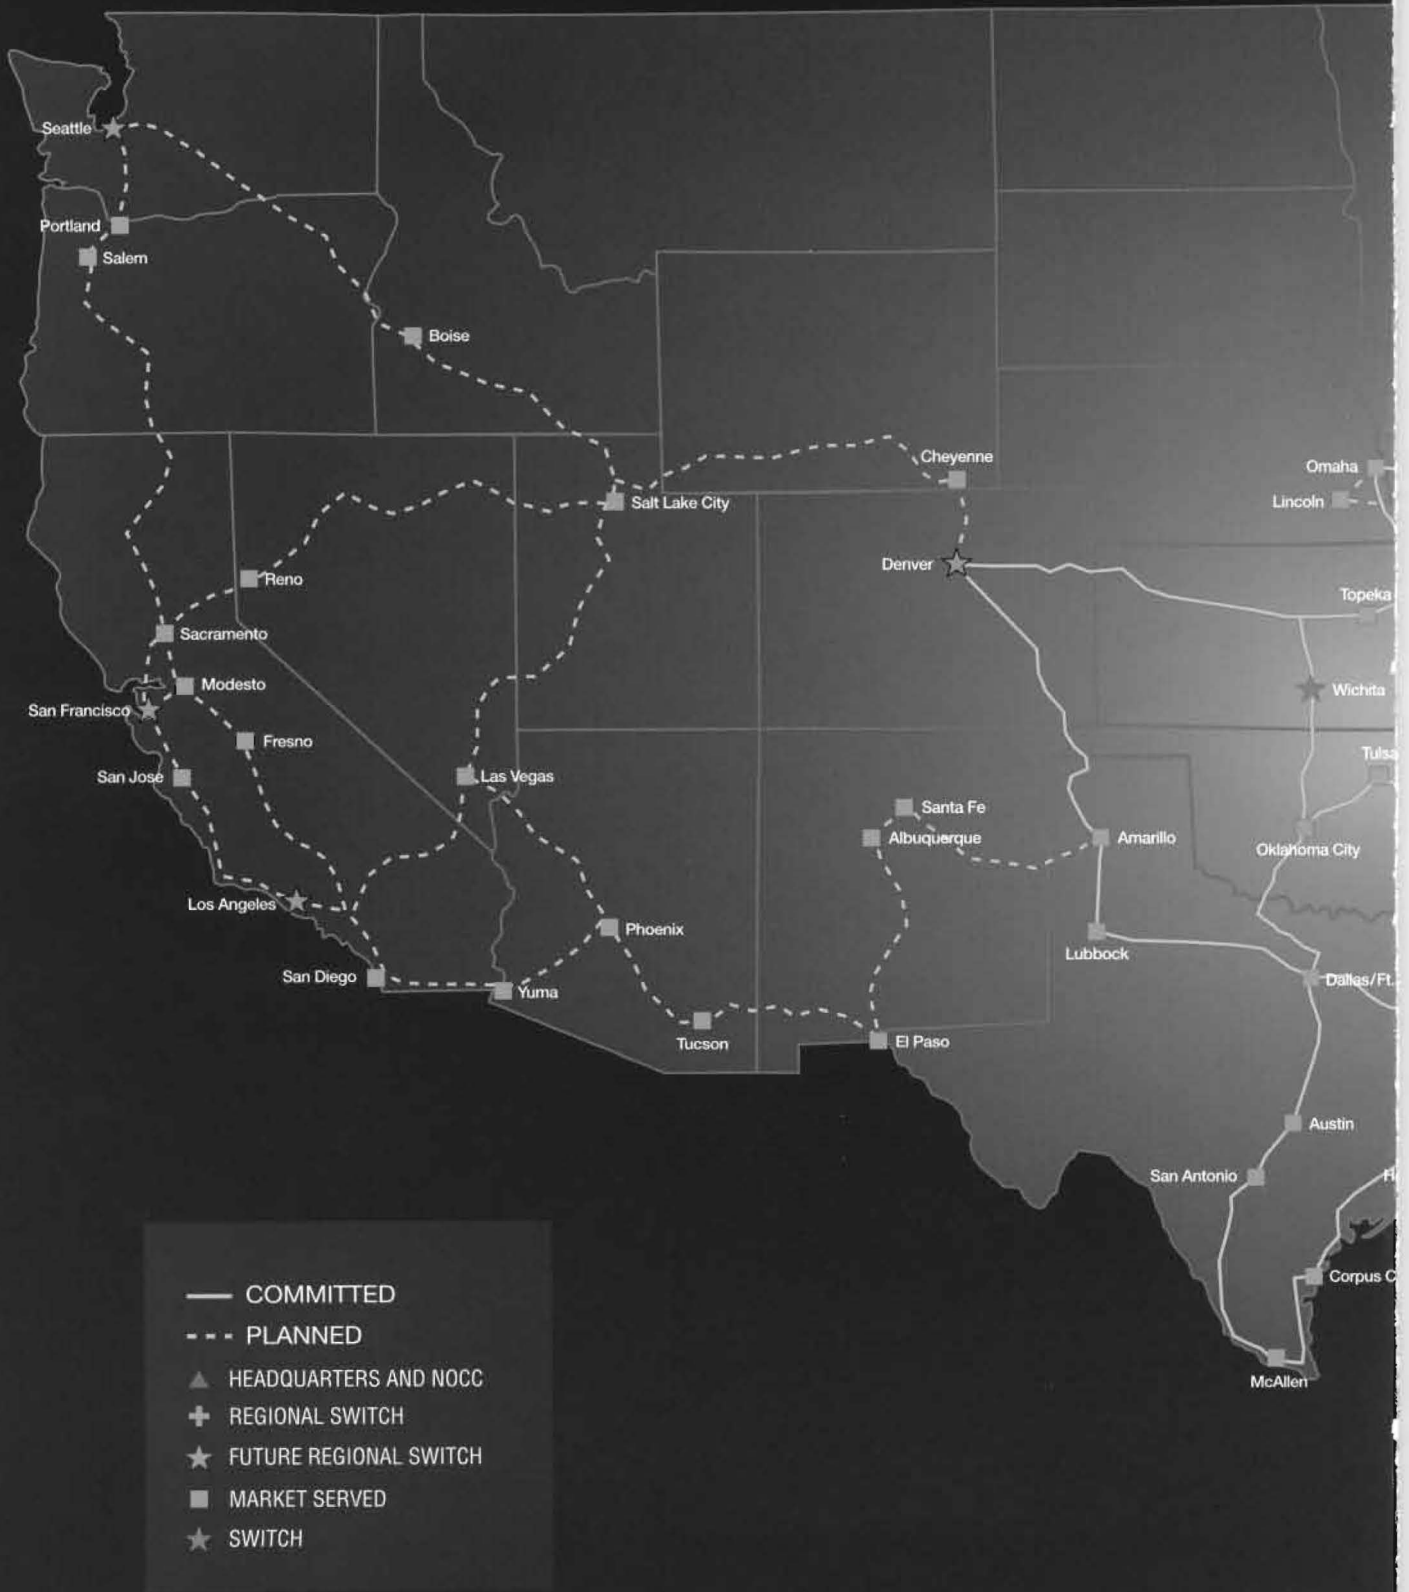 Seattle
Portland
Salem
Boise
Cheyenne
Omaha
Salt Lake City
Lincoln
Denver
Reno
Topeka
Sacramento
Modesto
Wichita
San Francisco
Fresno
Tulsa
San José
Las Vegas
Santa Fe
Albuquerque
Amarillo
Oklahoma City
Los Angeles
Phoenix
Lubbock
San Diego
Dallas/Ft.
Yuma
Tucson
El Paso
Austin
San Antonio
Corpus C
McAllen
COMMITTED
PLANNED
HEADQUARTERS AND NOCC
REGIONAL SWITCH
FUTURE REGIONAL SWITCH
MARKET SERVED
SWITCH